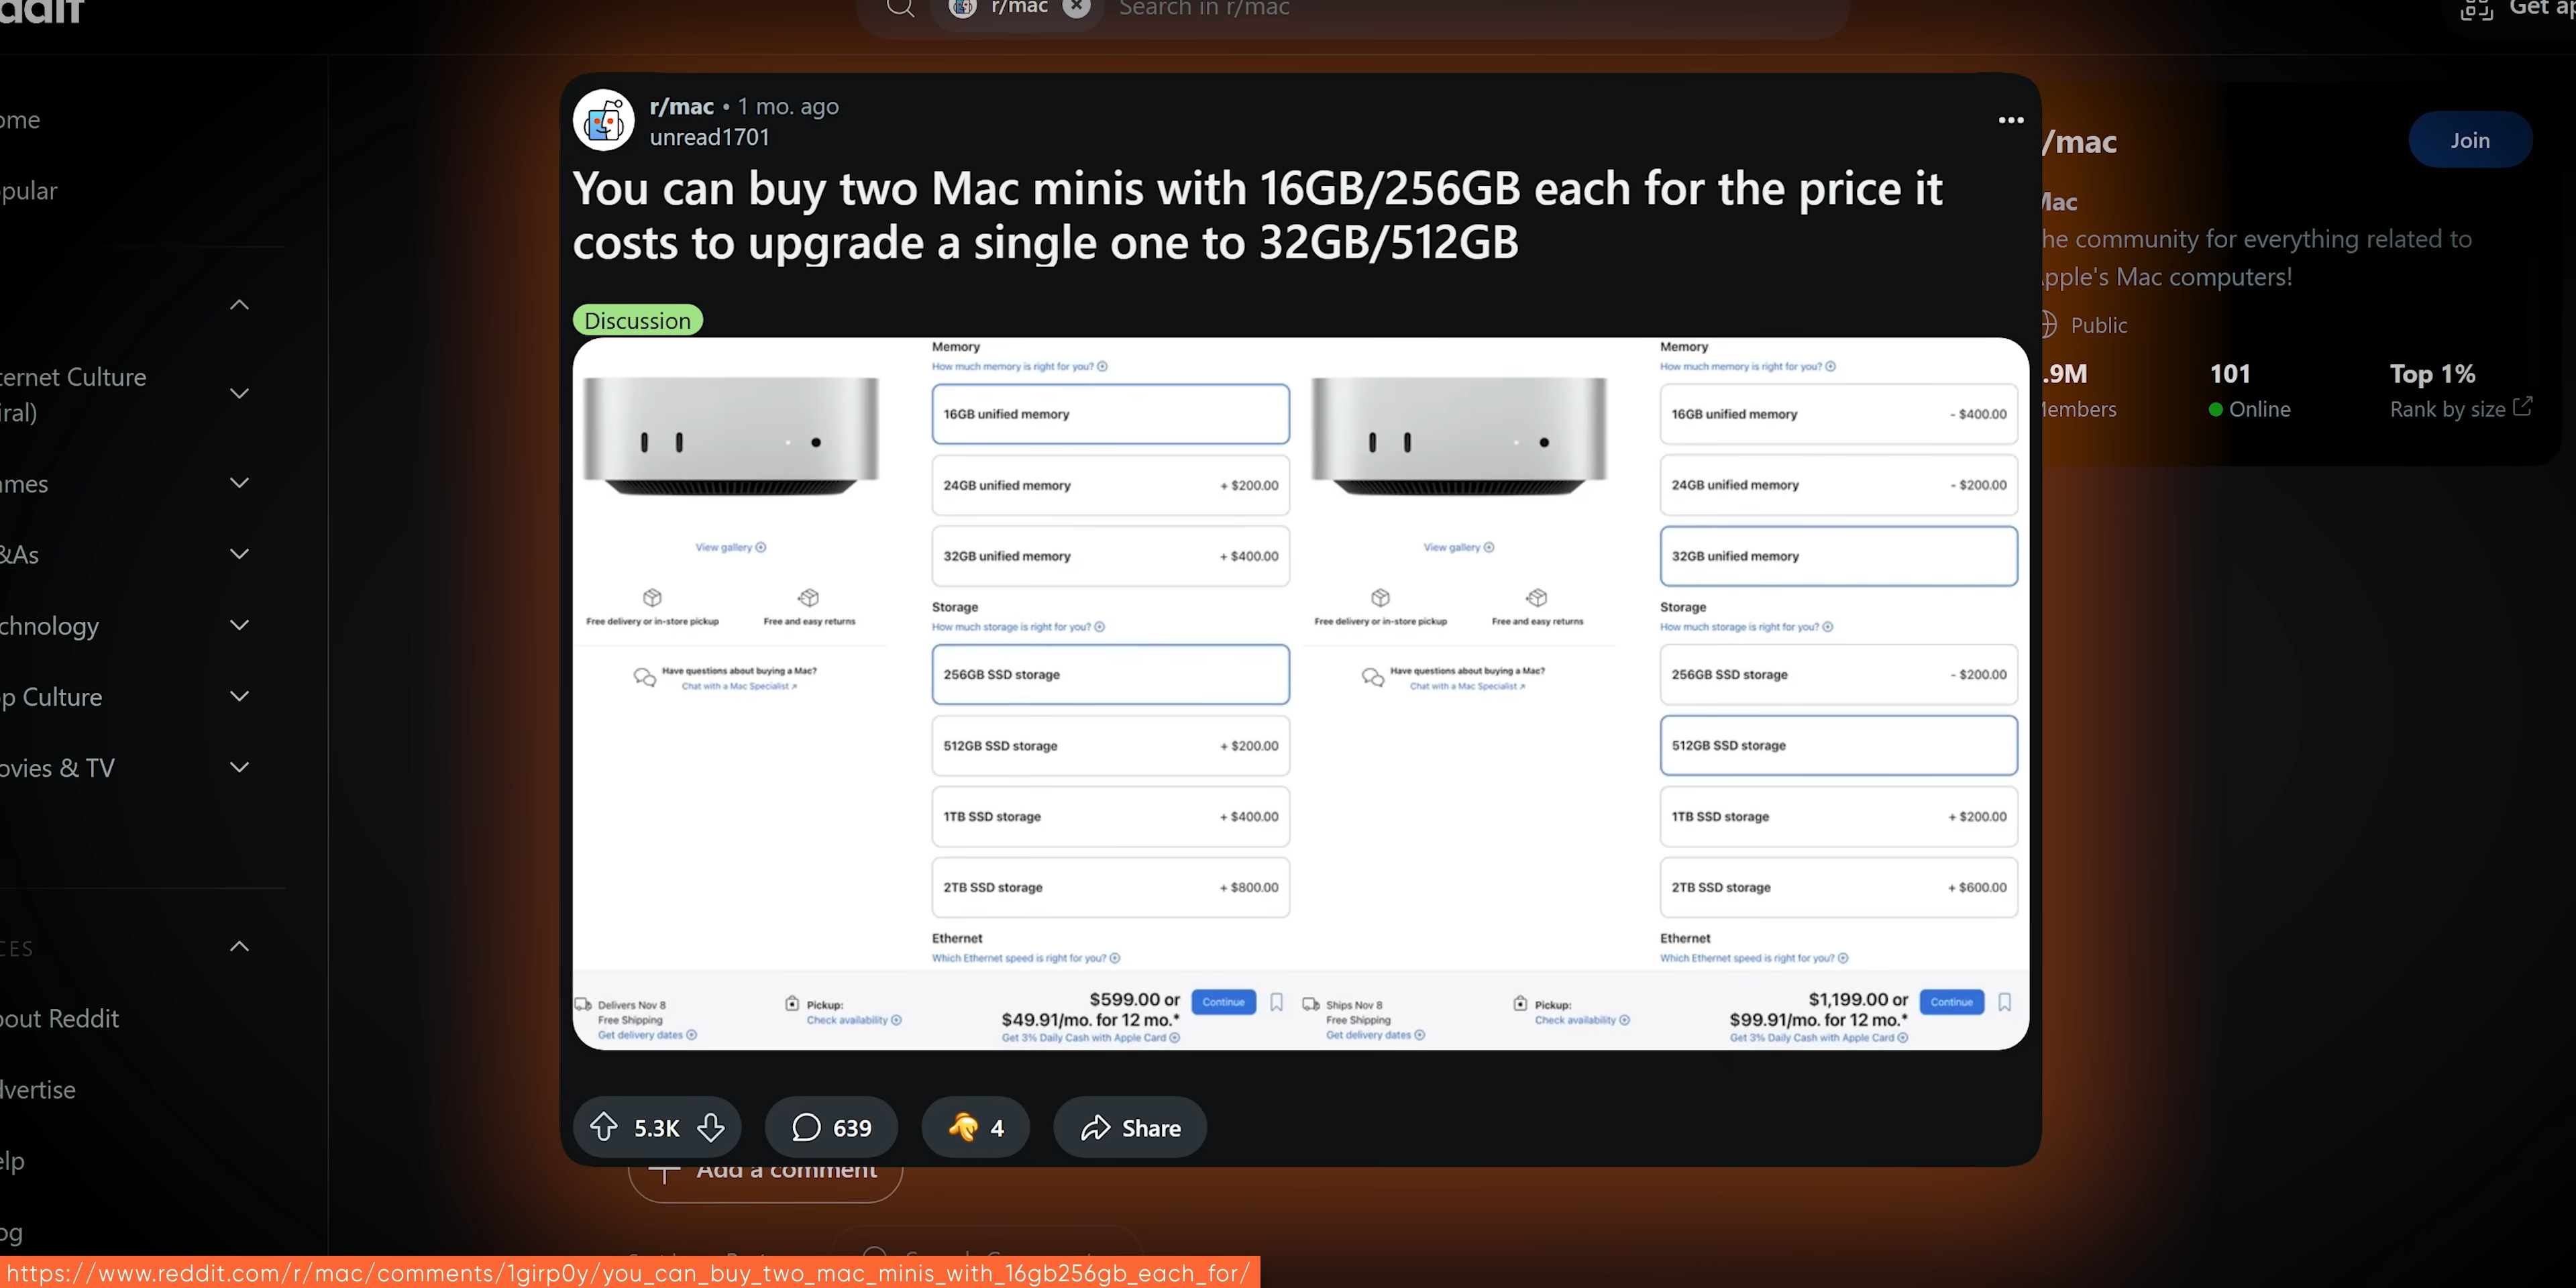 r/mac
Search in r/mac
r/mac • 1 mo. ago
unread1701
You can buy two Mac minis with 16GB/256GB each for the price it
costs to upgrade a single one to 32GB/512GB
Discussion
Memory
How much memory is right for you?
16GB unified memory
24GB unified memory + $200.00
32GB unified memory + $400.00
View gallery
Free delivery or in-store pickup
Free and easy returns
Storage
How much storage is right for you?
Have questions about buying a Mac?
Chat with a Mac Specialist ↗
256GB SSD storage
512GB SSD storage + $200.00
1TB SSD storage + $400.00
2TB SSD storage + $800.00
Ethernet
Which Ethernet speed is right for you?
Delivers Nov 8
Free Shipping
Get delivery dates
Pickup:
Check availability
$599.00 or
$49.91/mo. for 12 mo.*
Get 3% Daily Cash with Apple Card
Continue
Memory
How much memory is right for you?
16GB unified memory - $400.00
24GB unified memory - $200.00
32GB unified memory
View gallery
Free delivery or in-store pickup
Free and easy returns
Storage
How much storage is right for you?
Have questions about buying a Mac?
Chat with a Mac Specialist ↗
256GB SSD storage - $200.00
512GB SSD storage
1TB SSD storage + $200.00
2TB SSD storage + $600.00
Ethernet
Which Ethernet speed is right for you?
Ships Nov 8
Free Shipping
Get delivery dates
Pickup:
Check availability
$1,199.00 or
$99.91/mo. for 12 mo.*
Get 3% Daily Cash with Apple Card
Continue
5.3K
639
4
Share
Add a comment
/mac
Join
Mac
he community for everything related to
pple's Mac computers!
Public
.9M
Members
101
Online
Top 1%
Rank by size
ome
opular
ternet Culture
iral)
ames
&As
chnology
op Culture
ovies & TV
CES
bout Reddit
dvertise
elp
og
https://www.reddit.com/r/mac/comments/1girp0y/you_can_buy_two_mac_minis_with_16gb256gb_each_for/